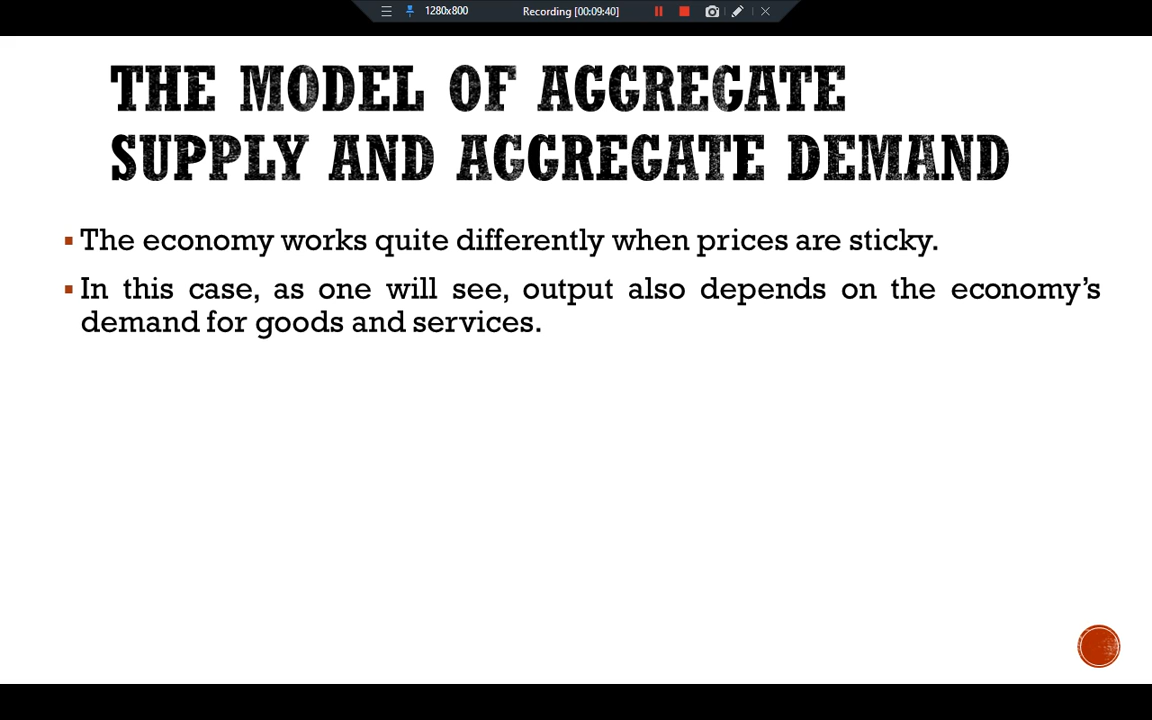 1280x800 Recording [00:09:40]
THE MODEL OF AGGREGATE
SUPPLY AND AGGREGATE DEMAND
▪ The economy works quite differently when prices are sticky.
▪ In this case, as one will see, output also depends on the economy’s
demand for goods and services.